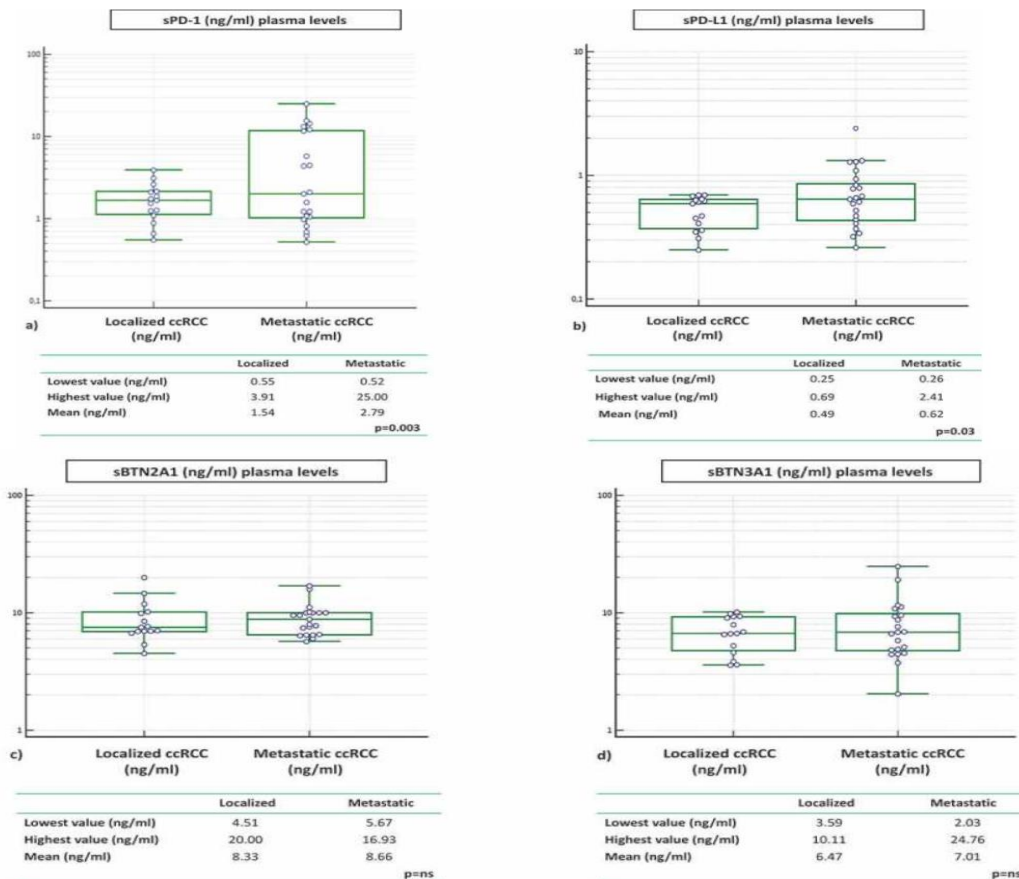 sPD-1 (ng/ml) plasma levels
100
10
1
0,1
a)
Localized ccRCC
(ng/ml)
Metastatic ccRCC
(ng/ml)
Localized Metastatic
Lowest value (ng/ml) 0.55 0.52
Highest value (ng/ml) 3.91 25.00
Mean (ng/ml) 1.54 2.79
p=0.003
sPD-L1 (ng/ml) plasma levels
10
1
0,1
b)
Localized ccRCC
(ng/ml)
Metastatic ccRCC
(ng/ml)
Localized Metastatic
Lowest value (ng/ml) 0.25 0.26
Highest value (ng/ml) 0.69 2.41
Mean (ng/ml) 0.49 0.62
p=0.03
sBTN2A1 (ng/ml) plasma levels
100
10
1
c)
Localized ccRCC
(ng/ml)
Metastatic ccRCC
(ng/ml)
Localized Metastatic
Lowest value (ng/ml) 4.51 5.67
Highest value (ng/ml) 20.00 16.93
Mean (ng/ml) 8.33 8.66
p=ns
sBTN3A1 (ng/ml) plasma levels
100
10
1
d)
Localized ccRCC
(ng/ml)
Metastatic ccRCC
(ng/ml)
Localized Metastatic
Lowest value (ng/ml) 3.59 2.03
Highest value (ng/ml) 10.11 24.76
Mean (ng/ml) 6.47 7.01
p=ns